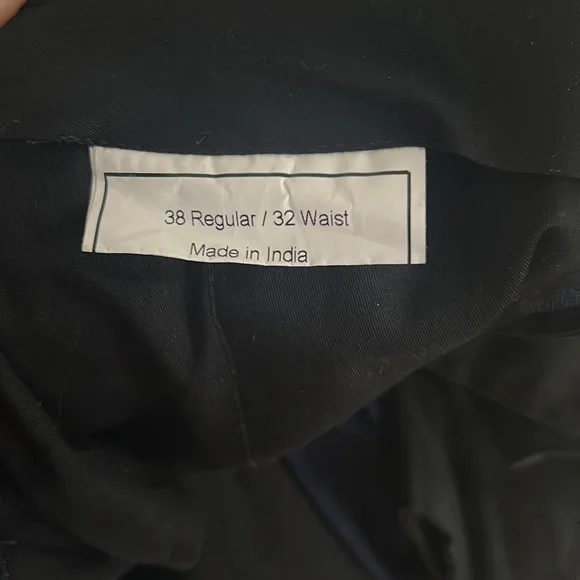 38 Regular / 32 Waist
Made in India